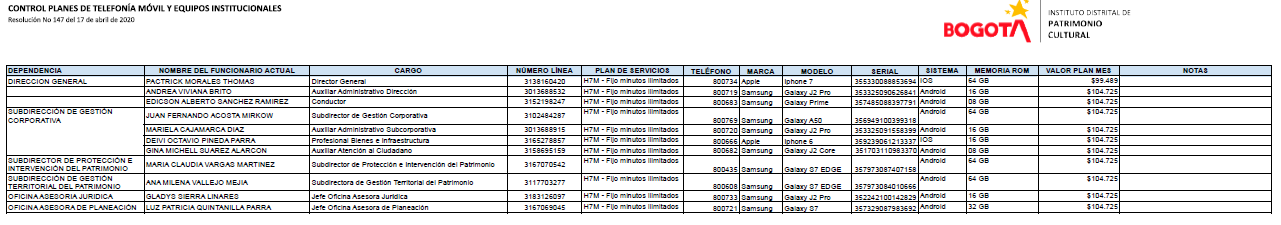 CONTROL PLANES DE TELEFONÍA MÓVIL Y EQUIPOS INSTITUCIONALES
Resolución No 147 del 17 de abril de 2020
BOGOTÁ
INSTITUTO DISTRITAL DE
PATRIMONIO
CULTURAL
DEPENDENCIA NOMBRE DEL FUNCIONARIO ACTUAL CARGO NÚMERO LÍNEA PLAN DE SERVICIOS TELÉFONO MARCA MODELO SERIAL SISTEMA MEMORIA ROM VALOR PLAN MES NOTAS
DIRECCION GENERAL PACTRICK MORALES THOMAS Director General 3138160420 H7M - Fijo minutos Ilimitados 800734 Apple Iphone 7 355330088853694 IOS 64 GB $99.489
ANDREA VIVIANA BRITO Auxiliar Administrativo Dirección 3013688532 H7M - Fijo minutos Ilimitados 800719 Samsung Galaxy J2 Pro 353325090626841 Android 16 GB $104.725
EDICSON ALBERTO SANCHEZ RAMIREZ Conductor 3152198247 H7M - Fijo minutos Ilimitados 800683 Samsung Galaxy Prime 357485088397791 Android 08 GB $104.725
SUBDIRECCIÓN DE GESTIÓN CORPORATIVA JUAN FERNANDO ACOSTA MIRKOW Subdirector de Gestión Corporativa 3102484287 H7M - Fijo minutos Ilimitados 800769 Samsung Galaxy A50 356949100399318 Android 64 GB $104.725
MARIELA CAJAMARCA DIAZ Auxiliar Administrativo Subcorporativa 3013688915 H7M - Fijo minutos Ilimitados 800720 Samsung Galaxy J2 Pro 353325091558399 Android 16 GB $104.725
DEIVI OCTAVIO PINEDA PARRA Profesional Bienes e Infraestructura 3165278857 H7M - Fijo minutos Ilimitados 800666 Apple Iphone 6 359239061213337 IOS 16 GB $104.725
GINA MICHELL SUAREZ ALARCON Auxiliar Atención al Ciudadano 3158695159 H7M - Fijo minutos Ilimitados 800682 Samsung Galaxy J2 Core 351703110983370 Android 08 GB $104.725
SUBDIRECTOR DE PROTECCIÓN E INTERVENCIÓN DEL PATRIMONIO MARIA CLAUDIA VARGAS MARTINEZ Subdirector de Protección e Intervención del Patrimonio 3167070542 H7M - Fijo minutos Ilimitados 800435 Samsung Galaxy S7 EDGE 357973087407158 Android 64 GB $104.725
SUBDIRECCIÓN DE GESTIÓN TERRITORIAL DEL PATRIMONIO ANA MILENA VALLEJO MEJIA Subdirectora de Gestión Territorial del Patrimonio 3117703277 H7M - Fijo minutos Ilimitados 800608 Samsung Galaxy S7 EDGE 357973084010666 Android 64 GB $104.725
OFICINA ASESORIA JURIDICA GLADYS SIERRA LINARES Jefe Oficina Asesora Jurídica 3183126097 H7M - Fijo minutos Ilimitados 800733 Samsung Galaxy J2 Pro 352242100142829 Android 16 GB $104.725
OFICINA ASESORA DE PLANEACIÓN LUZ PATRICIA QUINTANILLA PARRA Jefe Oficina Asesora de Planeación 3167069045 H7M - Fijo minutos Ilimitados 800721 Samsung Galaxy S7 357329087983692 Android 32 GB $104.725